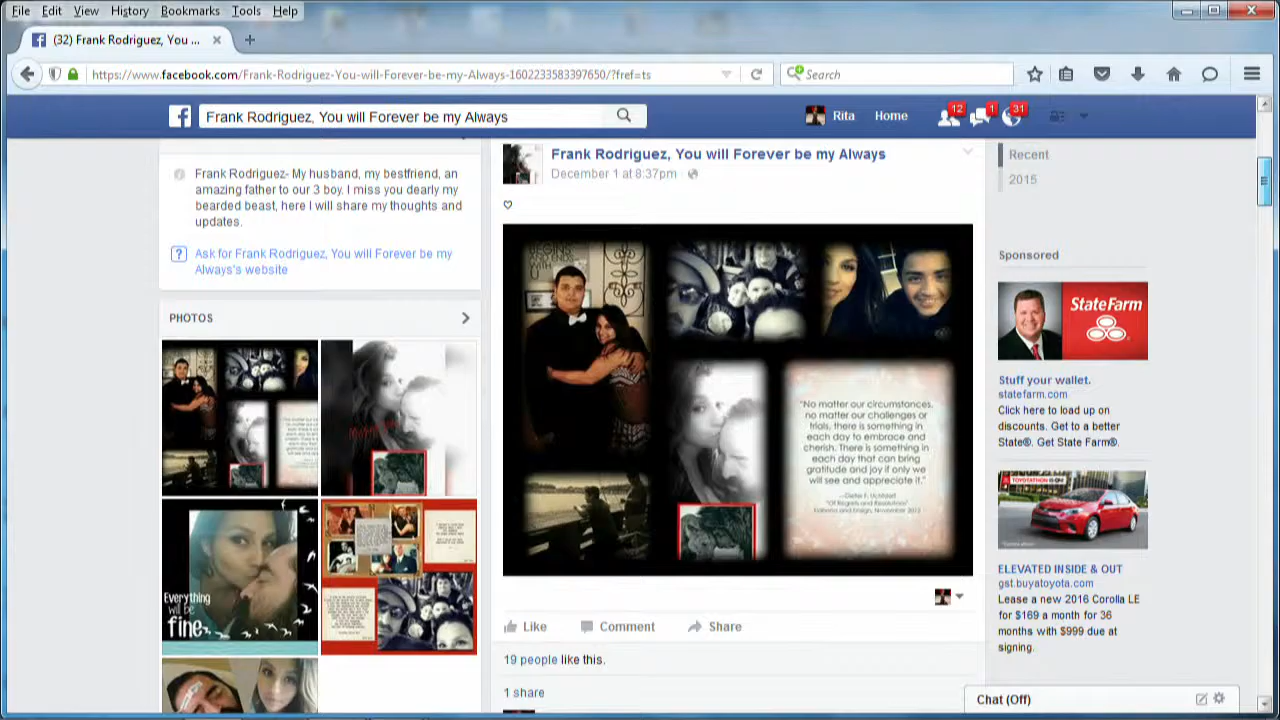 File Edit View History Bookmarks Tools Help
(32) Frank Rodriguez, You ...
https://www.facebook.com/Frank-Rodriguez-You-will-Forever-be-my-Always-1602233583397650/?fref=ts
Search
Frank Rodriguez, You will Forever be my Always
Rita
Home
12
1
31
Frank Rodriguez- My husband, my bestfriend, an
amazing father to our 3 boy. I miss you dearly my
bearded beast, here I will share my thoughts and
updates.
Ask for Frank Rodriguez, You will Forever be my
Always's website
PHOTOS
Everything
will be
fine
Frank Rodriguez, You will Forever be my Always
December 1 at 8:37pm
BEGINS
AND ENDS
WITH
"No matter our circumstances,
no matter our challenges or
trials, there is something in
each day to embrace and
cherish. There is something in
each day that can bring
gratitude and joy if only we
will see and appreciate it."
Like Comment Share
19 people like this.
1 share
Recent
2015
Sponsored
StateFarm
Stuff your wallet.
statefarm.com
Click here to load up on
discounts. Get to a better
State®. Get State Farm®.
TOYOTATHON IS ON!
ELEVATED INSIDE & OUT
gst.buyatoyota.com
Lease a new 2016 Corolla LE
for $169 a month for 36
months with $999 due at
signing.
Chat (Off)